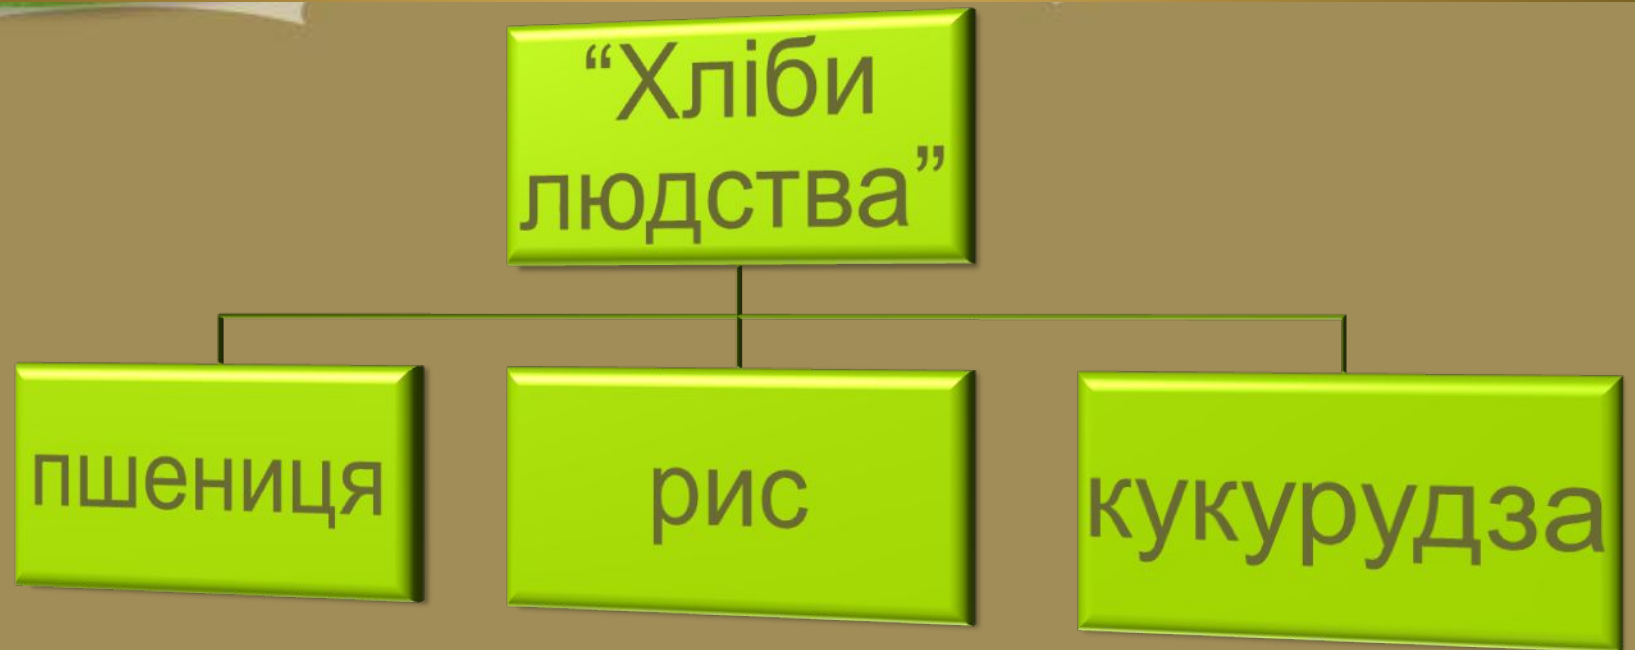 “Хліби
людства”
пшениця
рис
кукурудза